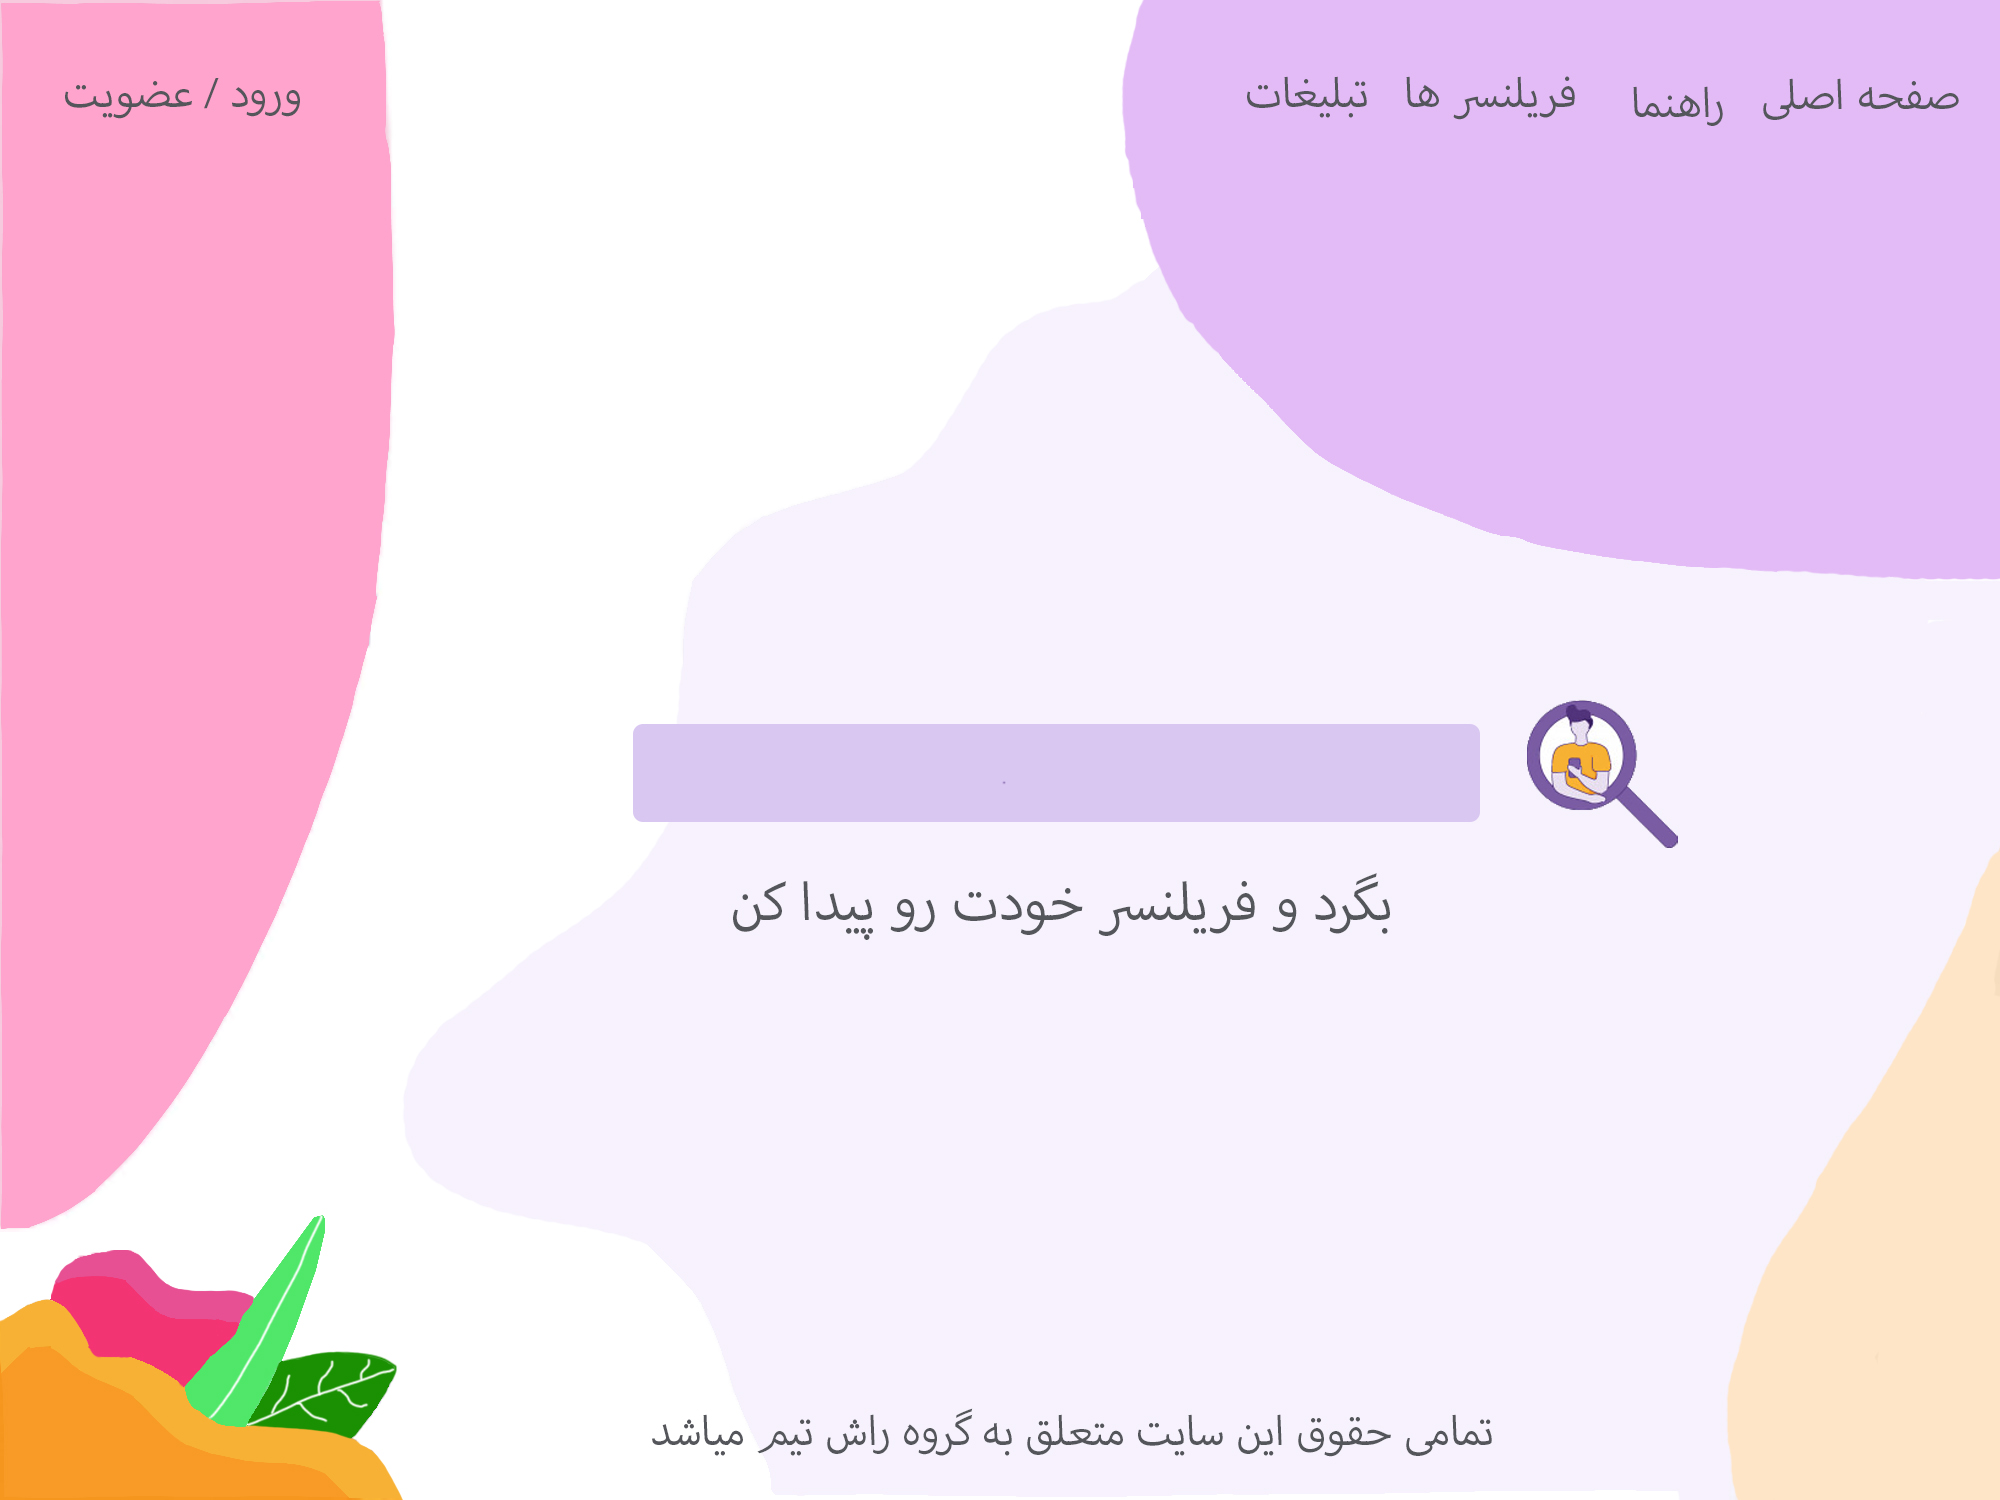 صفحه اصلی
راهنما
فریلنسر ها
تبلیغات
ورود / عضویت
بگرد و فریلنسر خودت رو پیدا کن
تمامی حقوق این سایت متعلق به گروه راش تیم میباشد